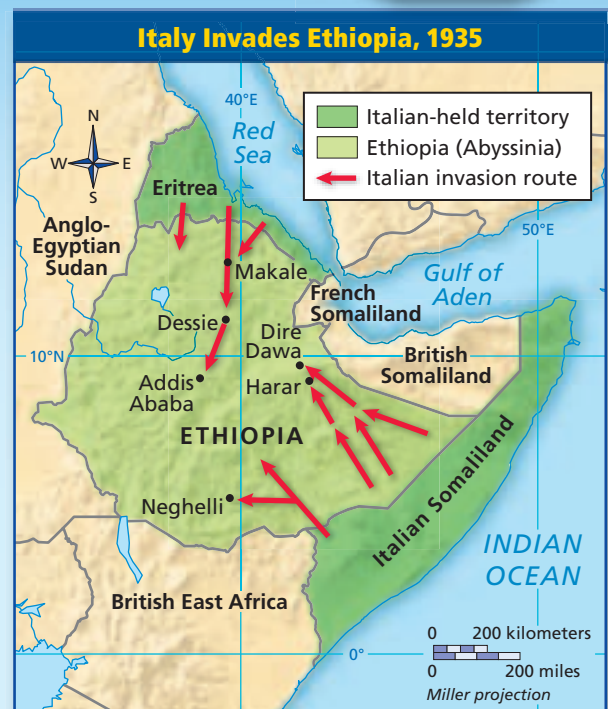 Italy Invades Ethiopia, 1935
40°E
Italian-held territory
Ethiopia (Abyssinia)
Italian invasion route
N
W
E
S
Red
Sea
Eritrea
Anglo-
Egyptian
Sudan
50°E
Makale
Gulf of
Aden
French
Somaliland
Dessie
Dire
Dawa
10°N
British
Somaliland
Addis
Ababa
Harar
ETHIOPIA
Italian Somaliland
Neghelli
INDIAN
OCEAN
British East Africa
0 200 kilometers
0°
0 200 miles
Miller projection